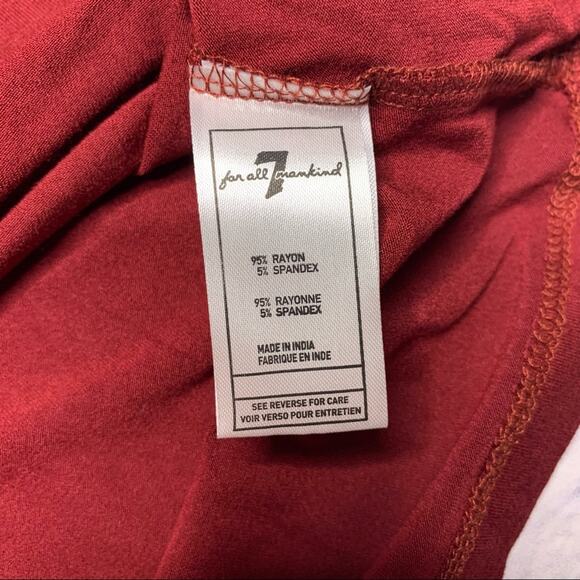 for all 7 mankind
95% RAYON
5% SPANDEX
95% RAYONNE
5% SPANDEX
MADE IN INDIA
FABRIQUE EN INDE
SEE REVERSE FOR CARE
VOIR VERSO POUR ENTRETIEN